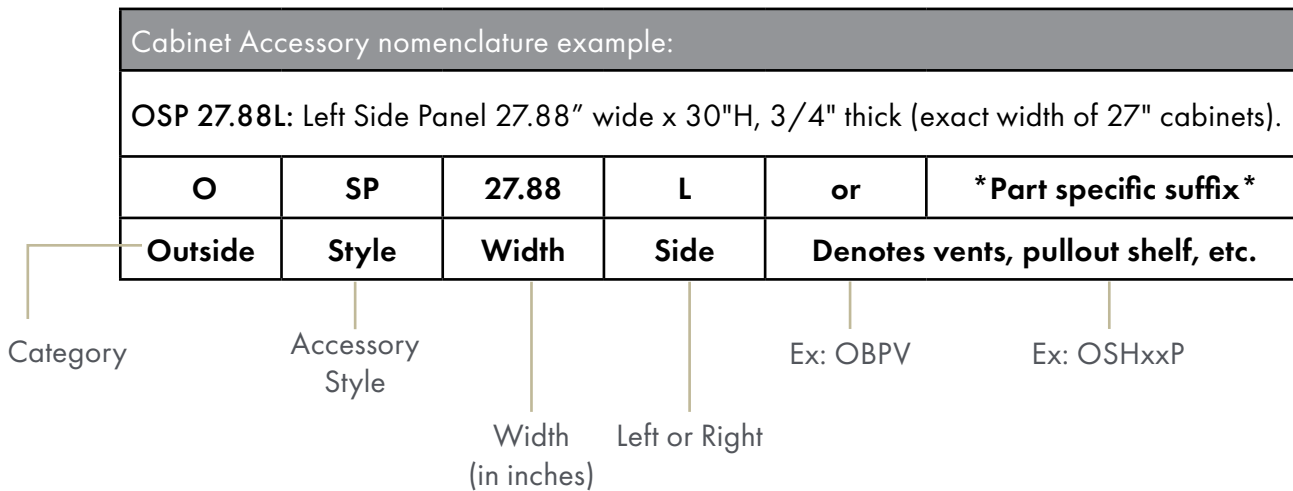 Cabinet Accessory nomenclature example:
OSP 27.88L: Left Side Panel 27.88” wide x 30"H, 3/4" thick (exact width of 27" cabinets).
O SP 27.88 L or *Part specific suffix*
Outside Style Width Side Denotes vents, pullout shelf, etc.
Category Accessory Ex: OBPV Ex: OSHxxP
Style
Width Left or Right
(in inches)